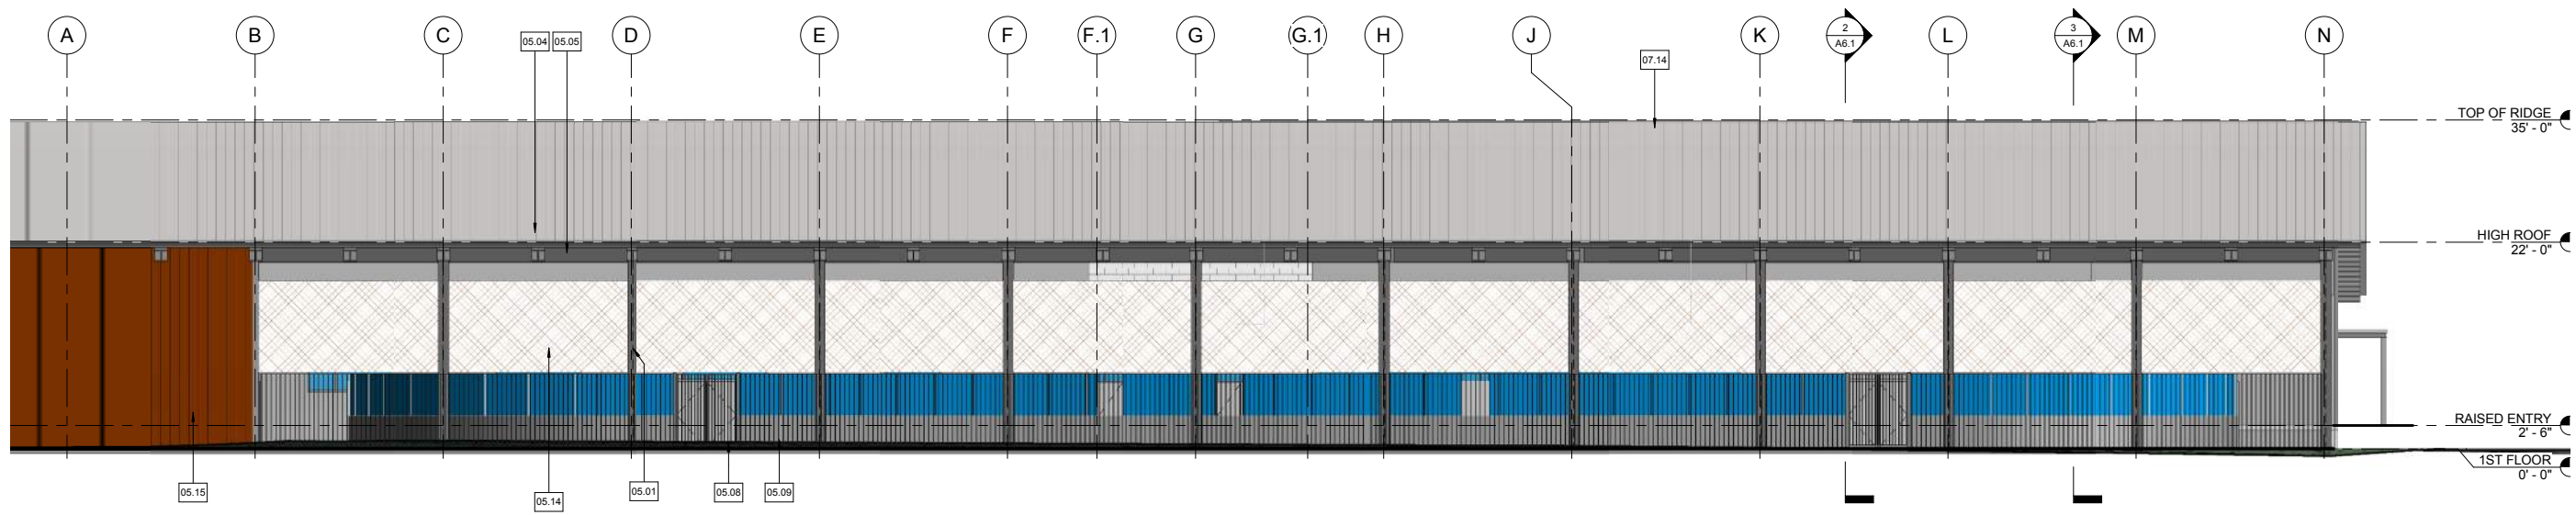 A B C D E F F.1 G G.1 H J K 2 L 3 M N
A6.1 A6.1
05.04 05.05
07.14
TOP OF RIDGE
35' - 0"
HIGH ROOF
22' - 0"
RAISED ENTRY
2' - 6"
1ST FLOOR
0' - 0"
05.15 05.14 05.01 05.08 05.09